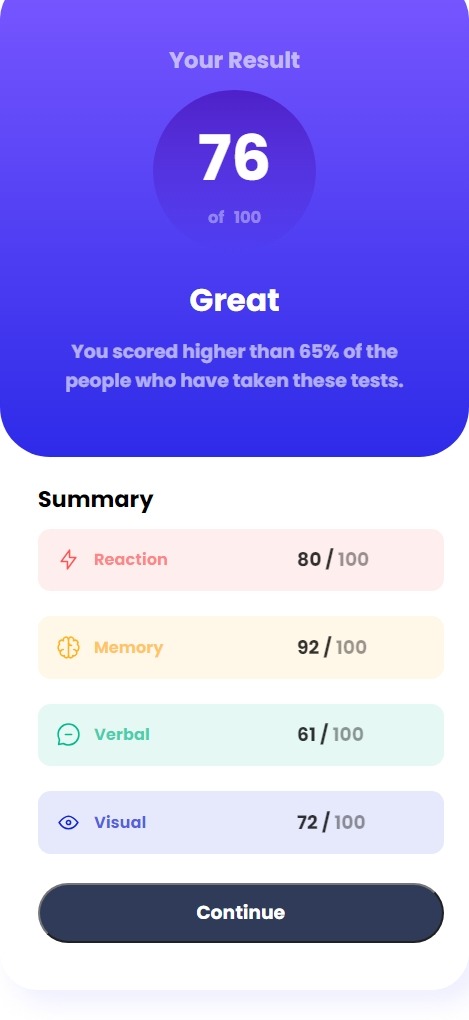 Your Result
76
of 100
Great
You scored higher than 65% of the
people who have taken these tests.
Summary
Reaction 80 / 100
Memory 92 / 100
Verbal 61 / 100
Visual 72 / 100
Continue